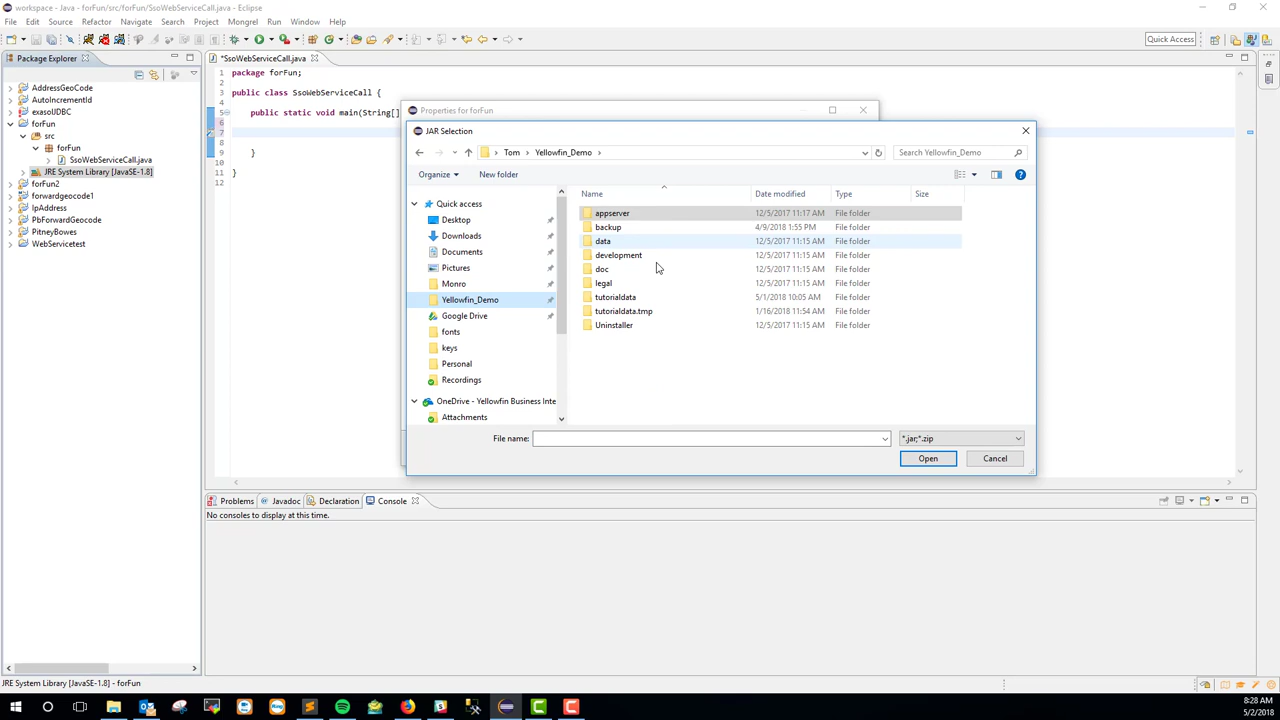 workspace - Java - forFun/src/forFun/SsoWebServiceCall.java - Eclipse
File Edit Source Refactor Navigate Search Project Mongrel Run Window Help
Quick Access
Package Explorer
*SsoWebServiceCall.java
AddressGeoCode
AutoIncrementId
exasolJDBC
forFun
src
forFun
SsoWebServiceCall.java
JRE System Library [JavaSE-1.8]
forFun2
forwardgeocode1
IpAddress
PbForwardGeocode
PitneyBowes
WebServicetest
1 package forFun;
2
3 public class SsoWebServiceCall {
4
5 public static void main(String[]
6
7
8
9 }
10
11 }
12
Properties for forFun
JAR Selection
Tom > Yellowfin_Demo >
Search Yellowfin_Demo
Organize New folder
Quick access
Desktop
Downloads
Documents
Pictures
Monro
Yellowfin_Demo
Google Drive
fonts
keys
Personal
Recordings
OneDrive - Yellowfin Business Inte
Attachments
Name Date modified Type Size
appserver 12/5/2017 11:17 AM File folder
backup 4/9/2018 1:55 PM File folder
data 12/5/2017 11:15 AM File folder
development 12/5/2017 11:15 AM File folder
doc 12/5/2017 11:15 AM File folder
legal 12/5/2017 11:15 AM File folder
tutorialdata 5/1/2018 10:05 AM File folder
tutorialdata.tmp 1/16/2018 11:54 AM File folder
Uninstaller 12/5/2017 11:15 AM File folder
File name: *.jar;*.zip
Open Cancel
Problems Javadoc Declaration Console
No consoles to display at this time.
JRE System Library [JavaSE-1.8] - forFun
8:28 AM
5/2/2018